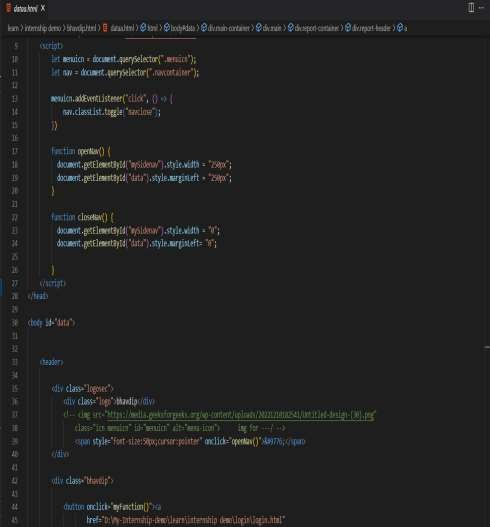 dataa.html ×
learn > internship demo > bhavdip.html > dataa.html > html > body#data > div.main-container > div.main > div.report-container > div.report-header > a
9 <script>
10 let menuicn = document.querySelector(".menuicn");
11 let nav = document.querySelector(".navcontainer");
12
13 menuicn.addEventListener("click", () => {
14 nav.classList.toggle("navclose");
15 })
16
17 function openNav() {
18 document.getElementById("mySidenav").style.width = "250px";
19 document.getElementById("data").style.marginLeft = "250px";
20 }
21
22 function closeNav() {
23 document.getElementById("mySidenav").style.width = "0";
24 document.getElementById("data").style.marginLeft= "0";
25
26 }
27 </script>
28 </head>
29
30 <body id="data">
31
32
33 <header>
34
35 <div class="logosec">
36 <div class="logo">bhavdip</div>
37 <!-- <img src="https://media.geeksforgeeks.org/wp-content/uploads/20221210182541/Untitled-design-(30).png"
38 class="icn menuicn" id="menuicn" alt="menu-icon"> img for ---/ -->
39 <span style="font-size:50px;cursor:pointer" onclick="openNav()">&#9776;</span>
40 </div>
41
42 <div class="bhavdip">
43
44 <button onclick="myFunction()"><a
45 href="D:\My-Internship-demo\learn\internship demo\login\login.html"